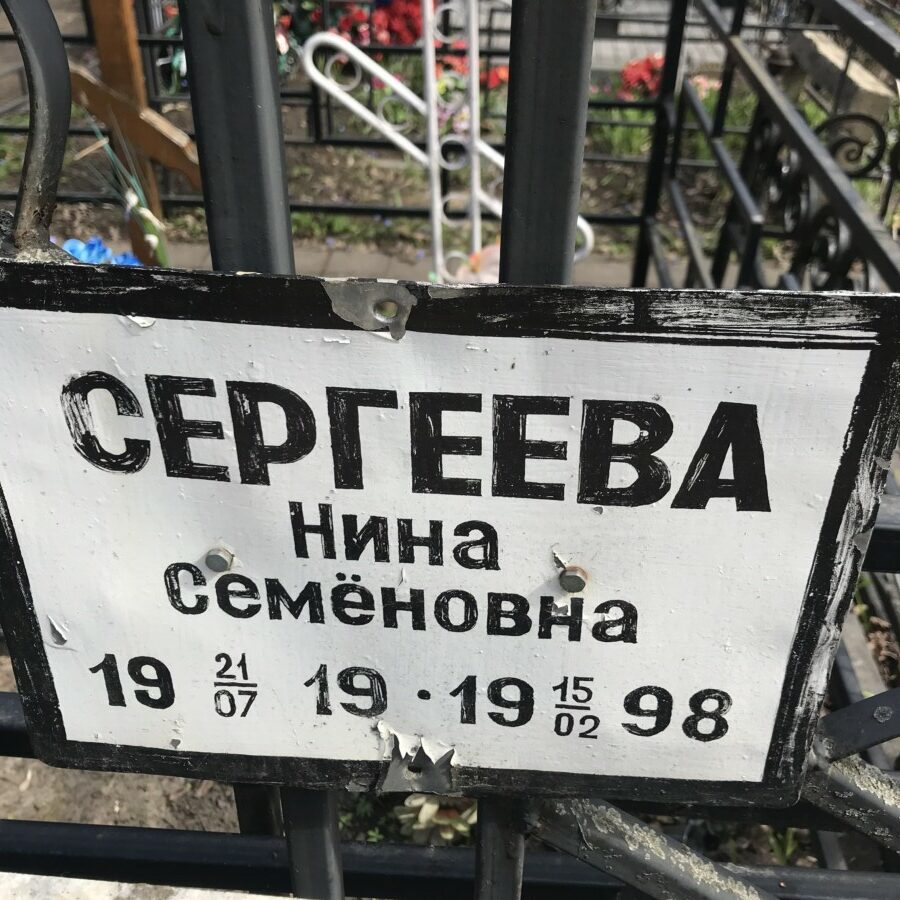 СЕРГЕЕВА
Нина
Семёновна
19 21/07 19 · 19 15/02 98